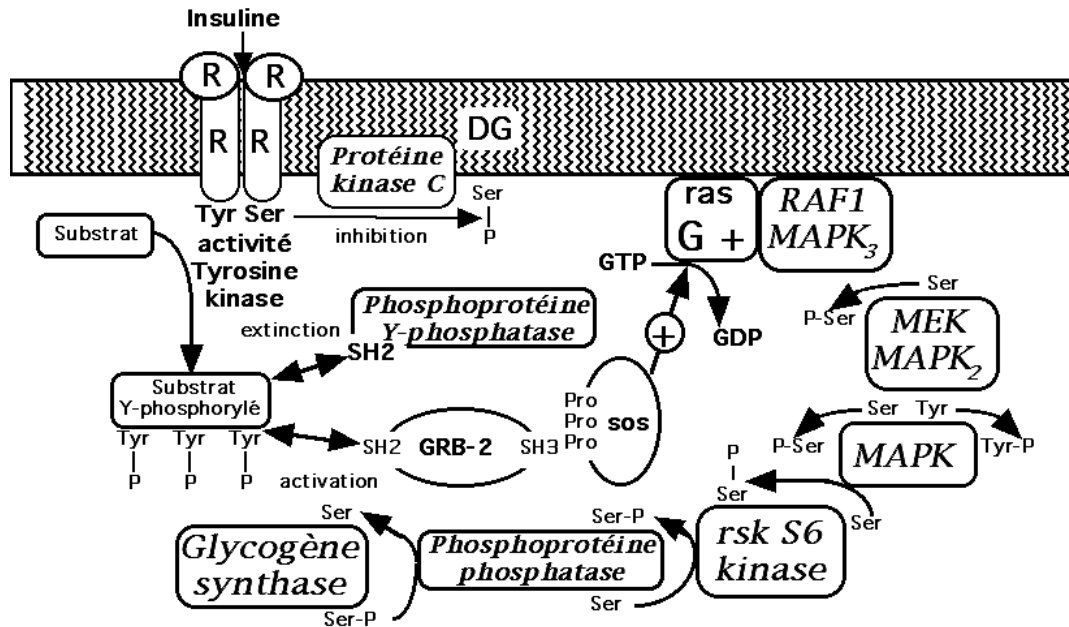 Insuline
R R
R R
DG
Protéine
kinase C
Ser
P
inhibition
Tyr Ser
activité
Tyrosine
kinase
Substrat
ras
G +
RAF1
MAPK3
GTP
GDP
+
extinction
Phosphoprotéine
Y-phosphatase
SH2
Ser
P-Ser
MEK
MAPK2
Substrat
Y-phosphorylé
Tyr Tyr Tyr
P P P
activation
SH2 GRB-2 SH3
Pro
Pro
Pro
sos
Ser Tyr
P-Ser
Tyr-P
MAPK
P
Ser
Ser
rsk S6
kinase
Ser-P
Ser
Phosphoprotéine
phosphatase
Ser
Ser-P
Glycogène
synthase